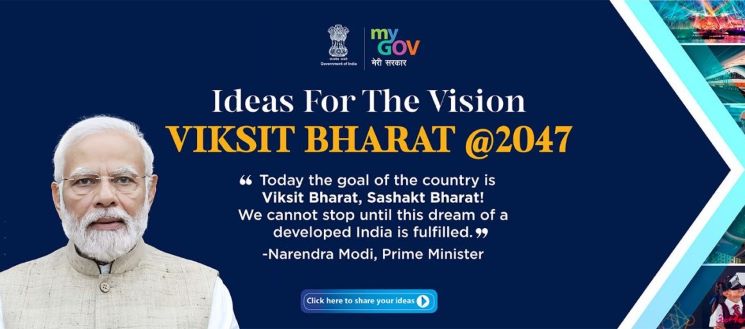 Government of India
my
GOV
मेरी सरकार
Ideas For The Vision
VIKSIT BHARAT @2047
“ Today the goal of the country is
Viksit Bharat, Sashakt Bharat!
We cannot stop until this dream of a
developed India is fulfilled. ”
-Narendra Modi, Prime Minister
Click here to share your ideas